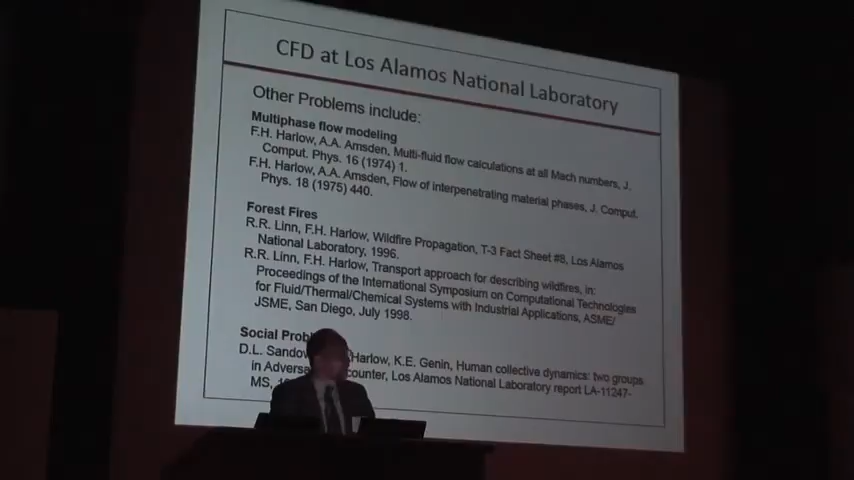 CFD at Los Alamos National Laboratory
Other Problems include:
Multiphase flow modeling
F.H. Harlow, A.A. Amsden, Multi-fluid flow calculations at all Mach numbers, J.
Comput. Phys. 16 (1974) 1.
F.H. Harlow, A.A. Amsden, Flow of interpenetrating material phases, J. Comput.
Phys. 18 (1975) 440.
Forest Fires
R.R. Linn, F.H. Harlow, Wildfire Propagation, T-3 Fact Sheet #8, Los Alamos
National Laboratory, 1996.
R.R. Linn, F.H. Harlow, Transport approach for describing wildfires, in:
Proceedings of the International Symposium on Computational Technologies
for Fluid/Thermal/Chemical Systems with Industrial Applications, ASME/
JSME, San Diego, July 1998.
Social
D.L. Harlow, K.E. Genin, Human collective dynamics: two groups
in Los Alamos National Laboratory report LA-11247-
MS,